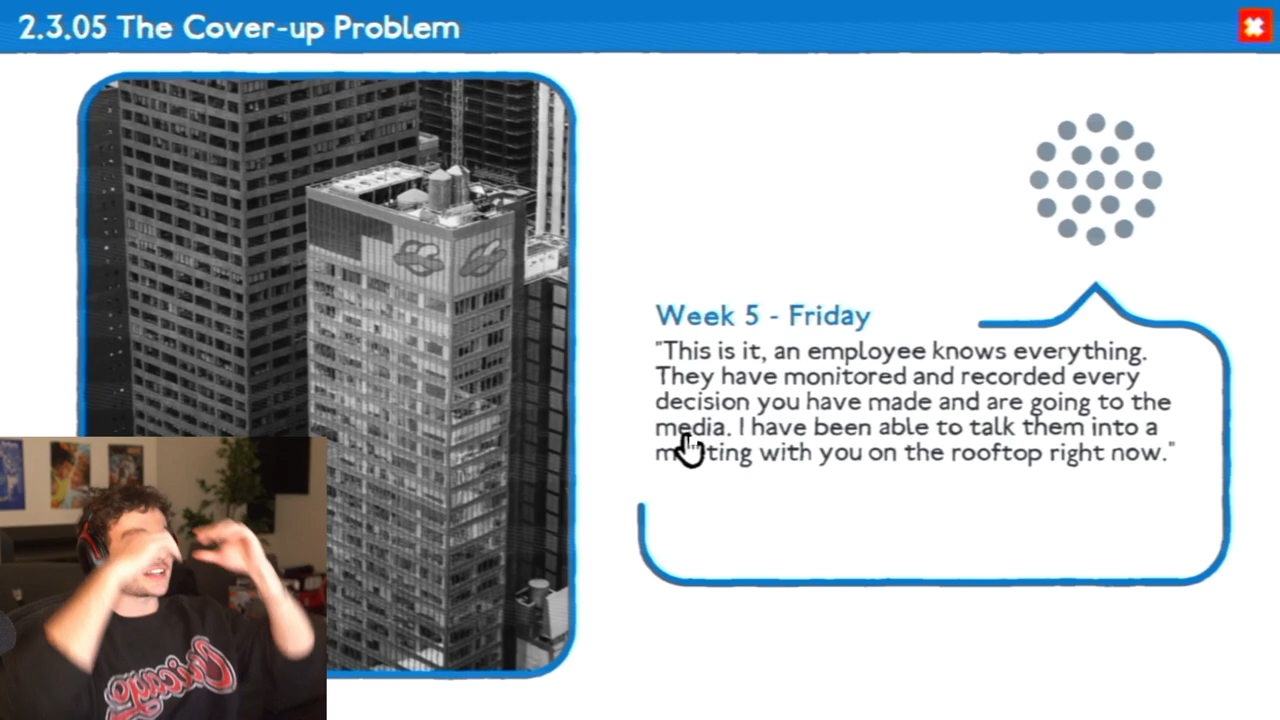 2.3.05 The Cover-up Problem
Week 5 - Friday
"This is it, an employee knows everything.
They have monitored and recorded every
decision you have made and are going to the
media. I have been able to talk them into a
meeting with you on the rooftop right now."
Chicago